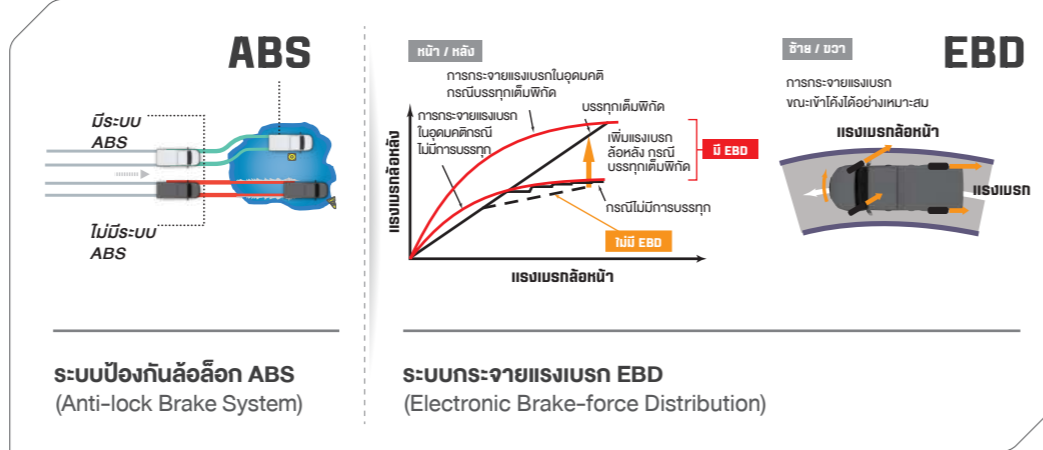 ABS
มีระบบ
ABS
ไม่มีระบบ
ABS
ระบบป้องกันล้อล็อก ABS
(Anti-lock Brake System)
หน้า / หลัง
การกระจายแรงเบรกในอุดมคติ
กรณีบรรทุกเต็มพิกัด
การกระจายแรงเบรก
ในอุดมคติกรณี
ไม่มีการบรรทุก
บรรทุกเต็มพิกัด
เพิ่มแรงเบรก
ล้อหลัง กรณี
บรรทุกเต็มพิกัด
มี EBD
กรณีไม่มีการบรรทุก
ไม่มี EBD
แรงเบรกล้อหลัง
แรงเบรกล้อหน้า
ซ้าย / ขวา
EBD
การกระจายแรงเบรก
ขณะเข้าโค้งได้อย่างเหมาะสม
แรงเบรกล้อหน้า
แรงเบรก
ระบบกระจายแรงเบรก EBD
(Electronic Brake-force Distribution)